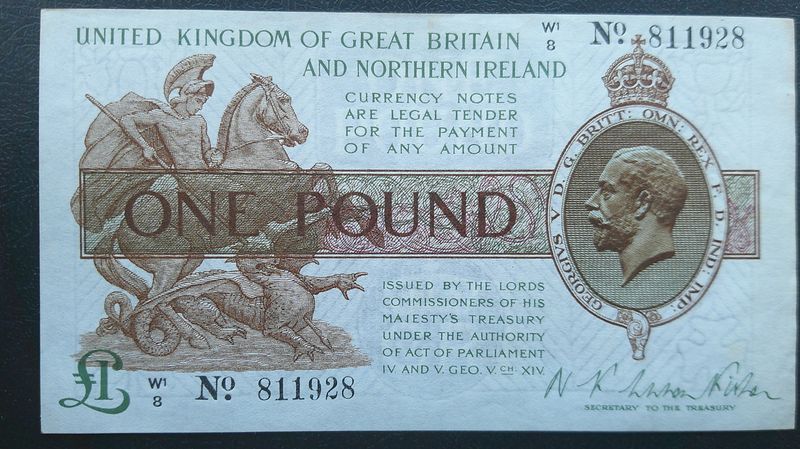 UNITED KINGDOM OF GREAT BRITAIN
AND NORTHERN IRELAND
W1/8 No 811928
CURRENCY NOTES
ARE LEGAL TENDER
FOR THE PAYMENT
OF ANY AMOUNT
ONE POUND
GEORGIVS V D. G. BRITT: OMN: REX F. D. IND: IMP:
ISSUED BY THE LORDS
COMMISSIONERS OF HIS
MAJESTY'S TREASURY
UNDER THE AUTHORITY
OF ACT OF PARLIAMENT
IV. AND V. GEO. V. CH: XIV.
£1 W1/8 No 811928
SECRETARY TO THE TREASURY